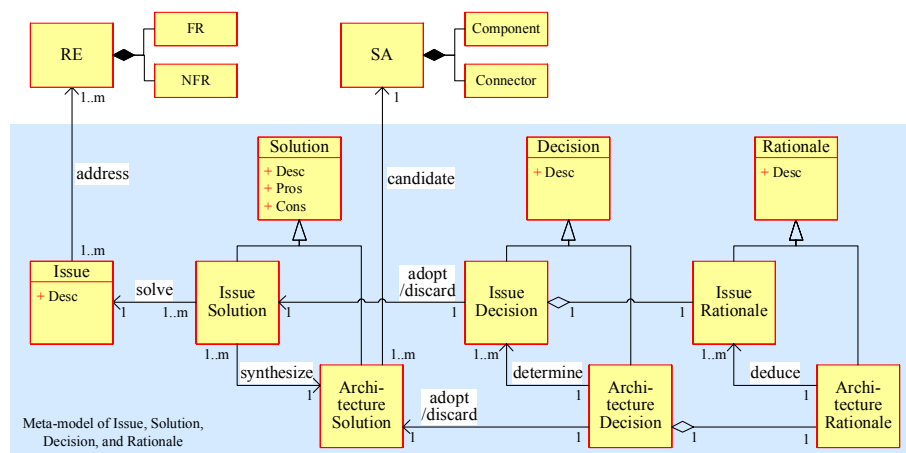 RE
FR
NFR
1..m
SA
Component
Connector
1
address
candidate
Solution
+ Desc
+ Pros
+ Cons
Decision
+ Desc
Rationale
+ Desc
1..m
Issue
+ Desc
solve
1
1..m
Issue
Solution
1
adopt
/discard
1
Issue
Decision
1
Issue
Rationale
1..m
synthesize
1
1..m
Archi-
tecture
Solution
1..m
determine
1
Archi-
tecture
Decision
1..m
deduce
1
Archi-
tecture
Rationale
adopt
/discard
1
1
1
1
Meta-model of Issue, Solution,
Decision, and Rationale